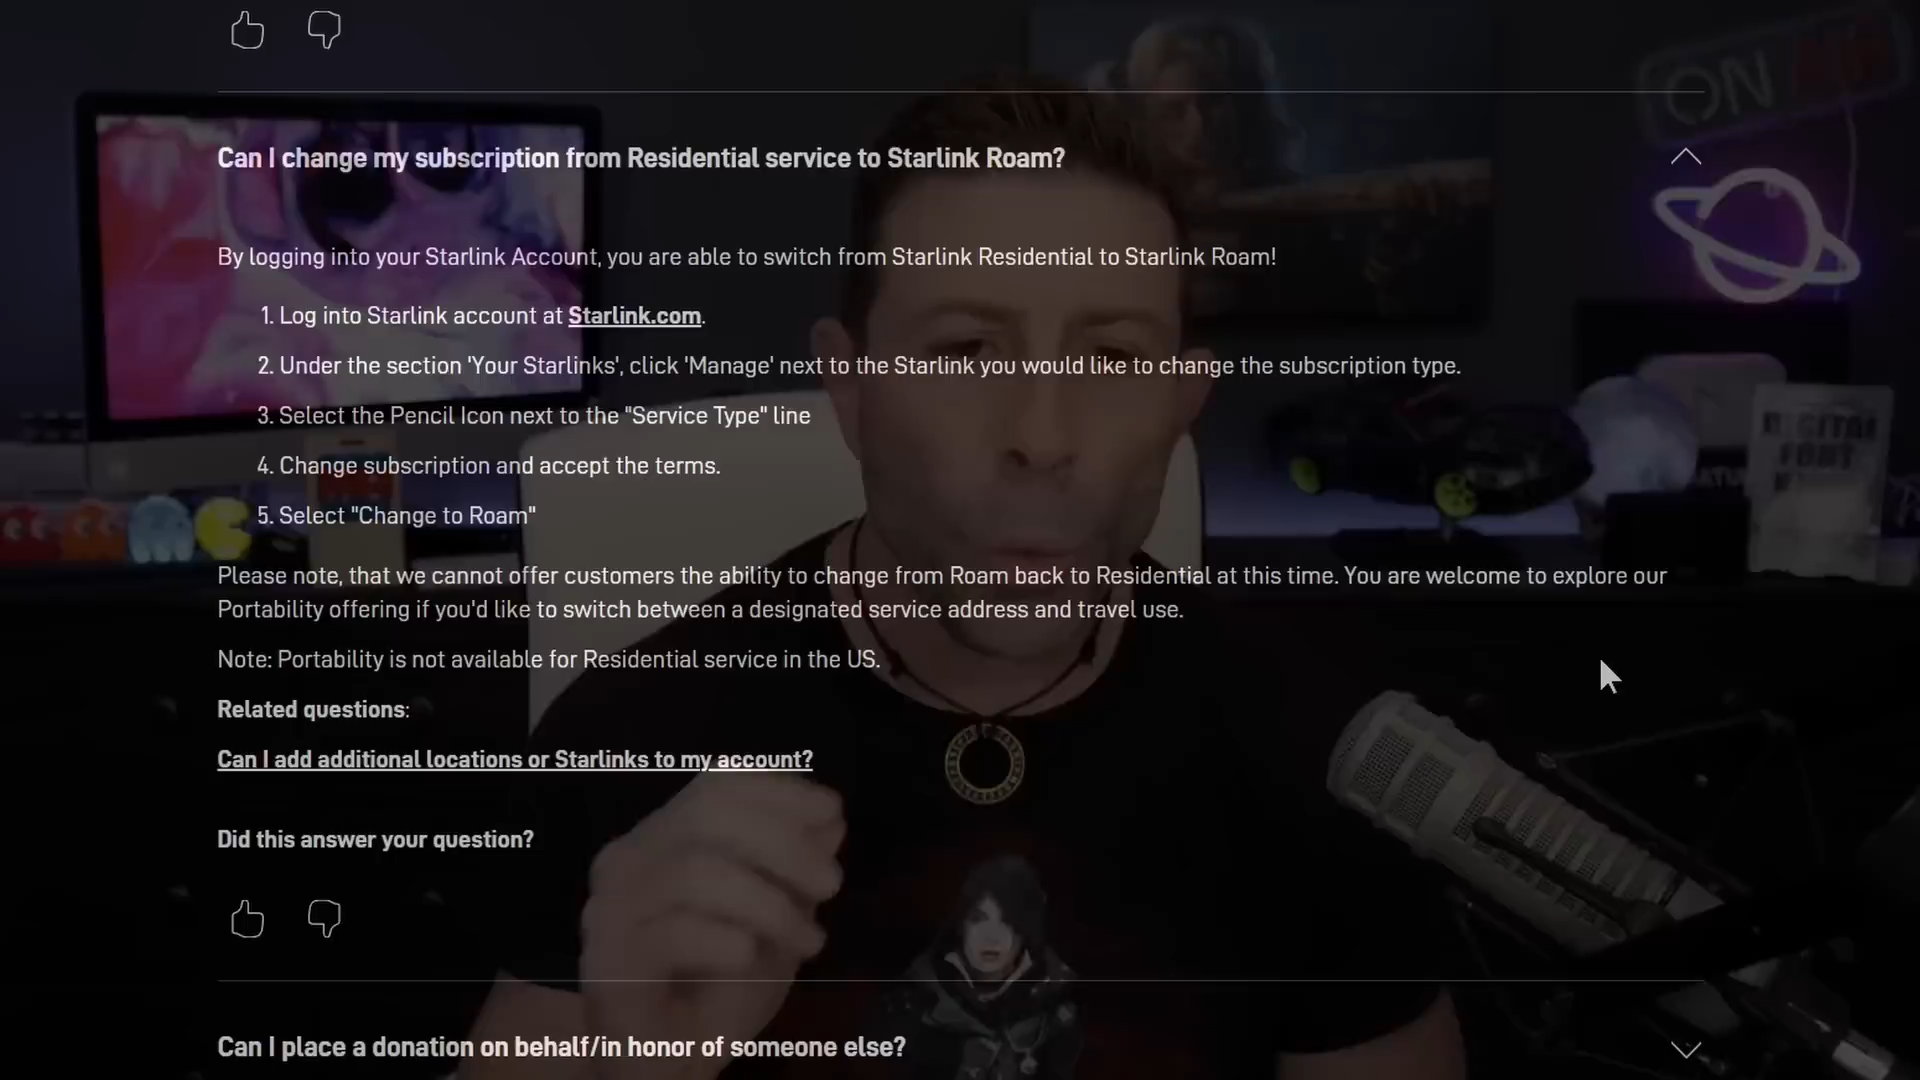 ON
Can I change my subscription from Residential service to Starlink Roam?
By logging into your Starlink Account, you are able to switch from Starlink Residential to Starlink Roam!
1. Log into Starlink account at Starlink.com.
2. Under the section 'Your Starlinks', click 'Manage' next to the Starlink you would like to change the subscription type.
3. Select the Pencil Icon next to the "Service Type" line
4. Change subscription and accept the terms.
5. Select "Change to Roam"
Please note, that we cannot offer customers the ability to change from Roam back to Residential at this time. You are welcome to explore our
Portability offering if you'd like to switch between a designated service address and travel use.
Note: Portability is not available for Residential service in the US.
Related questions:
Can I add additional locations or Starlinks to my account?
Did this answer your question?
Can I place a donation on behalf/in honor of someone else?